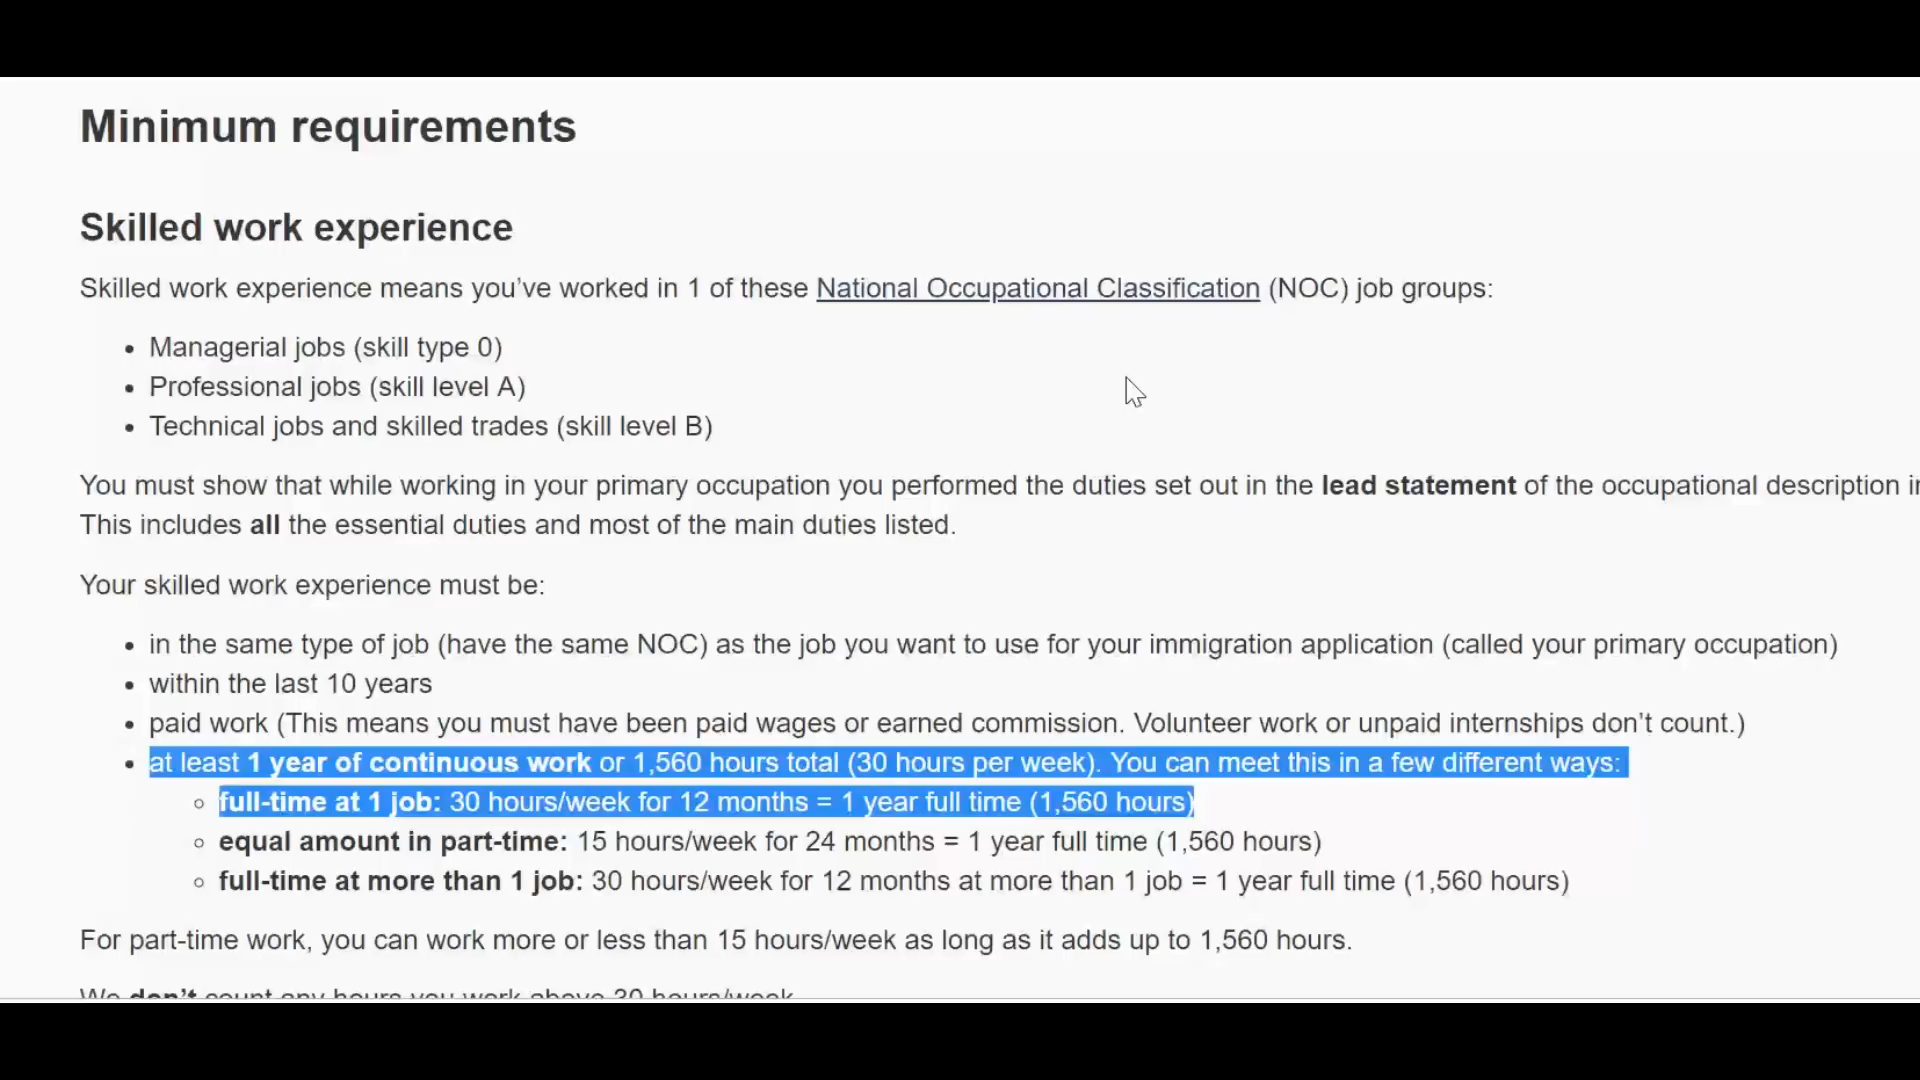 Minimum requirements
Skilled work experience
Skilled work experience means you’ve worked in 1 of these National Occupational Classification (NOC) job groups:
• Managerial jobs (skill type 0)
• Professional jobs (skill level A)
• Technical jobs and skilled trades (skill level B)
You must show that while working in your primary occupation you performed the duties set out in the lead statement of the occupational description
This includes all the essential duties and most of the main duties listed.
Your skilled work experience must be:
• in the same type of job (have the same NOC) as the job you want to use for your immigration application (called your primary occupation)
• within the last 10 years
• paid work (This means you must have been paid wages or earned commission. Volunteer work or unpaid internships don’t count.)
• at least 1 year of continuous work or 1,560 hours total (30 hours per week). You can meet this in a few different ways:
◦ full-time at 1 job: 30 hours/week for 12 months = 1 year full time (1,560 hours)
◦ equal amount in part-time: 15 hours/week for 24 months = 1 year full time (1,560 hours)
◦ full-time at more than 1 job: 30 hours/week for 12 months at more than 1 job = 1 year full time (1,560 hours)
For part-time work, you can work more or less than 15 hours/week as long as it adds up to 1,560 hours.
We don’t count any hours you work above 30 hours/week